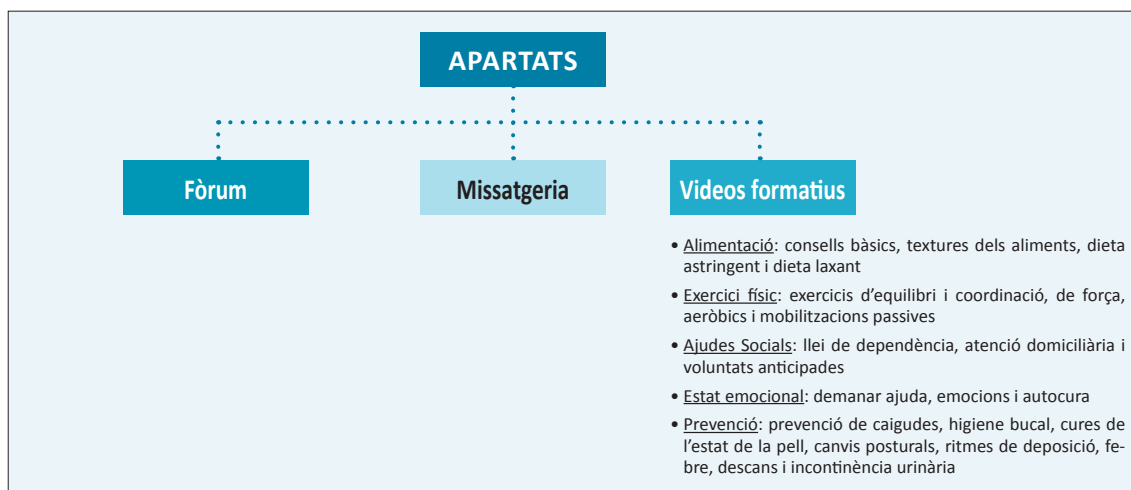 APARTATS
Fòrum
Missatgeria
Videos formatius
• Alimentació: consells bàsics, textures dels aliments, dieta
astringent i dieta laxant
• Exercici físic: exercicis d'equilibri i coordinació, de força,
aeròbics i mobilitzacions passives
• Ajudes Socials: llei de dependència, atenció domiciliària i
voluntats anticipades
• Estat emocional: demanar ajuda, emocions i autocura
• Prevenció: prevenció de caigudes, higiene bucal, cures de
l'estat de la pell, canvis posturals, ritmes de deposició, fe-
bre, descans i incontinència urinària